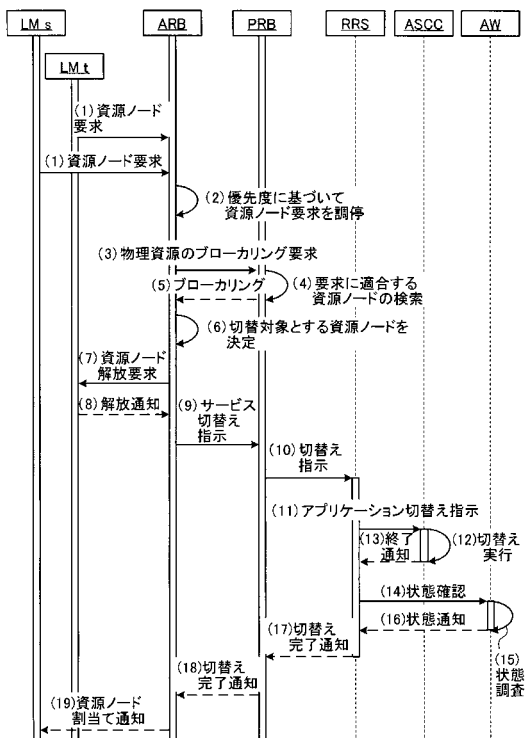 LM s
ARB
PRB
RRS
ASCC
AW
LM t
(1)資源ノード
要求
(1)資源ノード要求
(2)優先度に基づいて
資源ノード要求を調停
(3)物理資源のブローカリング要求
(5)ブローカリング
(4)要求に適合する
資源ノードの検索
(6)切替対象とする資源ノードを
決定
(7)資源ノード
解放要求
(8)解放通知
(9)サービス
切替え
指示
(10)切替え
指示
(11)アプリケーション切替え指示
(13)終了
通知
(12)切替え
実行
(14)状態確認
(16)状態通知
(15)
状態
調査
(17)切替え
完了通知
(18)切替え
完了通知
(19)資源ノード
割当て通知